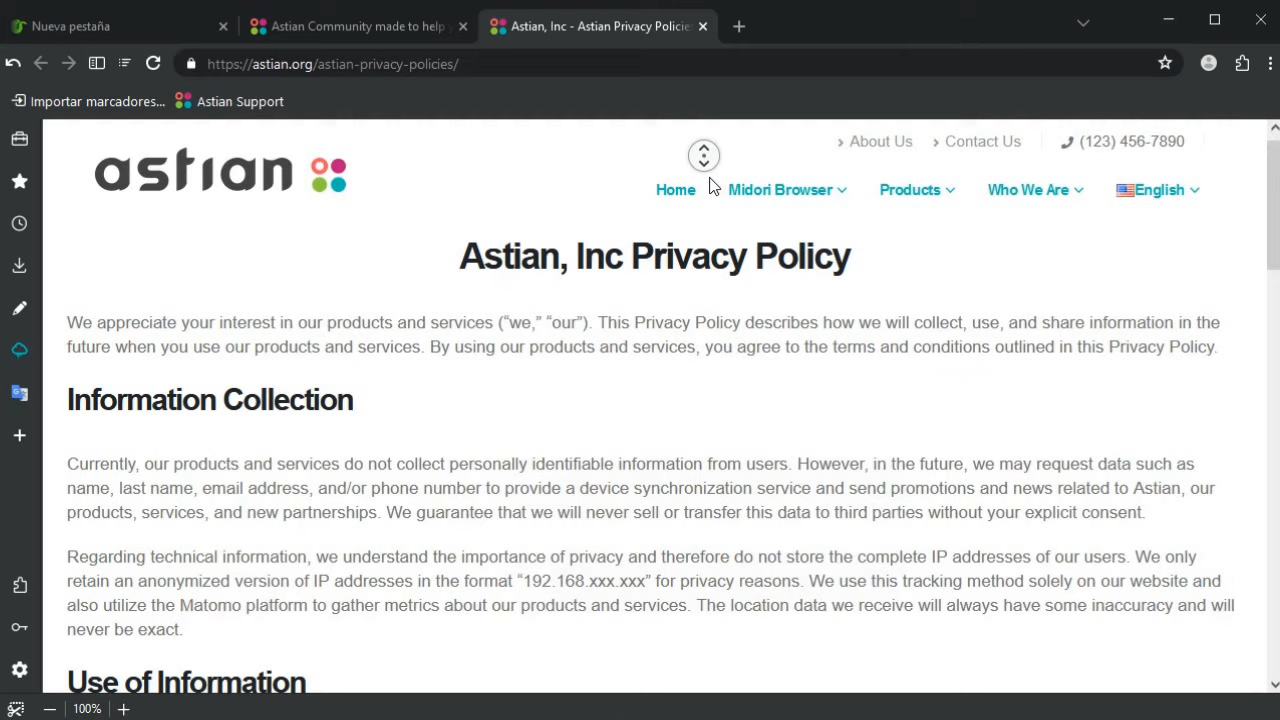 Nueva pestaña
Astian Community made to help y
Astian, Inc - Astian Privacy Policies
https://astian.org/astian-privacy-policies/
Importar marcadores...
Astian Support
About Us
Contact Us
(123) 456-7890
astian
Home
Midori Browser
Products
Who We Are
English
Astian, Inc Privacy Policy
We appreciate your interest in our products and services (“we,” “our”). This Privacy Policy describes how we will collect, use, and share information in the
future when you use our products and services. By using our products and services, you agree to the terms and conditions outlined in this Privacy Policy.
Information Collection
Currently, our products and services do not collect personally identifiable information from users. However, in the future, we may request data such as
name, last name, email address, and/or phone number to provide a device synchronization service and send promotions and news related to Astian, our
products, services, and new partnerships. We guarantee that we will never sell or transfer this data to third parties without your explicit consent.
Regarding technical information, we understand the importance of privacy and therefore do not store the complete IP addresses of our users. We only
retain an anonymized version of IP addresses in the format “192.168.xxx.xxx” for privacy reasons. We use this tracking method solely on our website and
also utilize the Matomo platform to gather metrics about our products and services. The location data we receive will always have some inaccuracy and will
never be exact.
Use of Information
100%